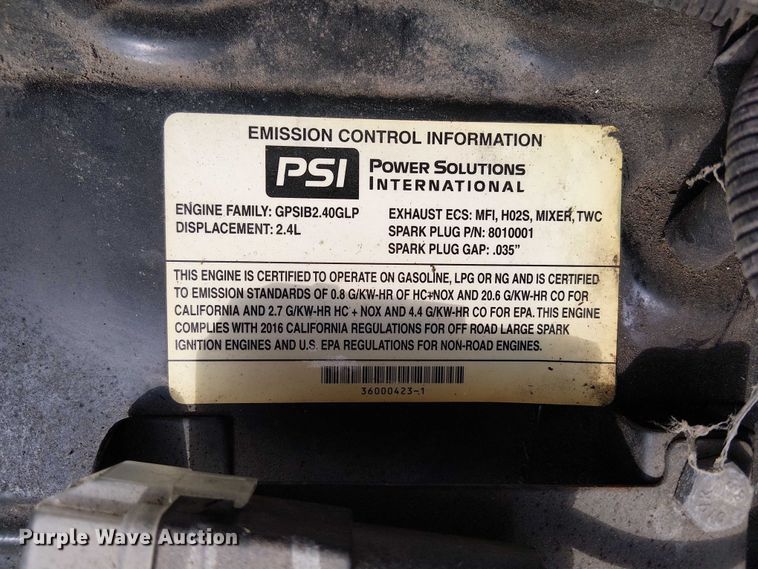 EMISSION CONTROL INFORMATION
PSI POWER SOLUTIONS
INTERNATIONAL
ENGINE FAMILY: GPSIB2.40GLP
DISPLACEMENT: 2.4L
EXHAUST ECS: MFI, H02S, MIXER, TWC
SPARK PLUG P/N: 8010001
SPARK PLUG GAP: .035"
THIS ENGINE IS CERTIFIED TO OPERATE ON GASOLINE, LPG OR NG AND IS CERTIFIED
TO EMISSION STANDARDS OF 0.8 G/KW-HR OF HC+NOX AND 20.6 G/KW-HR CO FOR
CALIFORNIA AND 2.7 G/KW-HR HC + NOX AND 4.4 G/KW-HR CO FOR EPA. THIS ENGINE
COMPLIES WITH 2016 CALIFORNIA REGULATIONS FOR OFF ROAD LARGE SPARK
IGNITION ENGINES AND U.S. EPA REGULATIONS FOR NON-ROAD ENGINES.
36000423-1
Purple Wave Auction